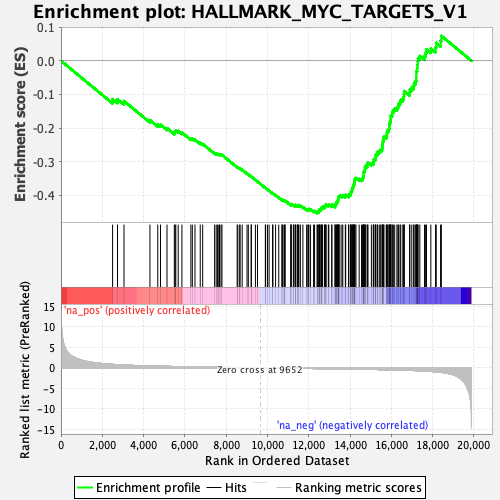 Enrichment plot: HALLMARK_MYC_TARGETS_V1
Enrichment score (ES)
0.1
0.0
-0.1
-0.2
-0.3
-0.4
Ranked list metric (PreRanked)
15
10
5
0
-5
-10
-15
'na_pos' (positively correlated)
Zero cross at 9652
'na_neg' (negatively correlated)
0
2,000
4,000
6,000
8,000
10,000
12,000
14,000
16,000
18,000
20,000
Rank in Ordered Dataset
Enrichment profile
Hits
Ranking metric scores